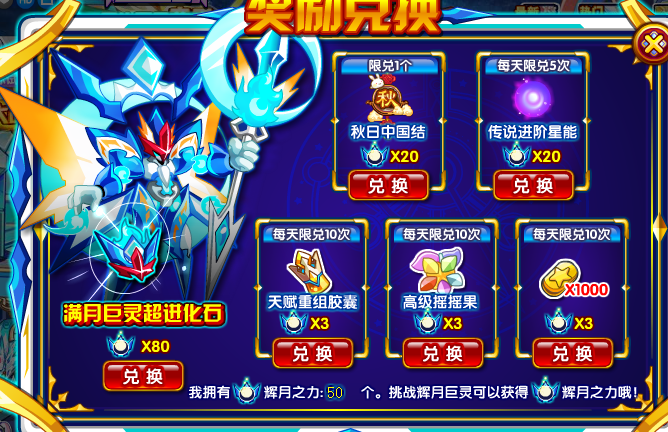 奖励兑换
限兑1个
每天限兑5次
秋
秋日中国结
传说进阶星能
X20
X20
兑换
兑换
每天限兑10次
每天限兑10次
每天限兑10次
X1000
天赋重组胶囊
高级摇摇果
满月巨灵超进化石
X3
X3
X3
X80
兑换
兑换
兑换
兑换
我拥有辉月之力:50 个。挑战辉月巨灵可以获得辉月之力哦!